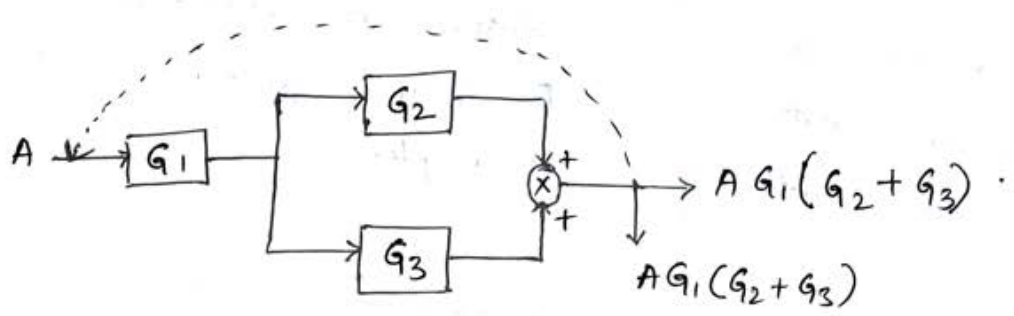 A
G1
G2
G3
x
+
+
A G1(G2 + G3).
AG1(G2+G3)